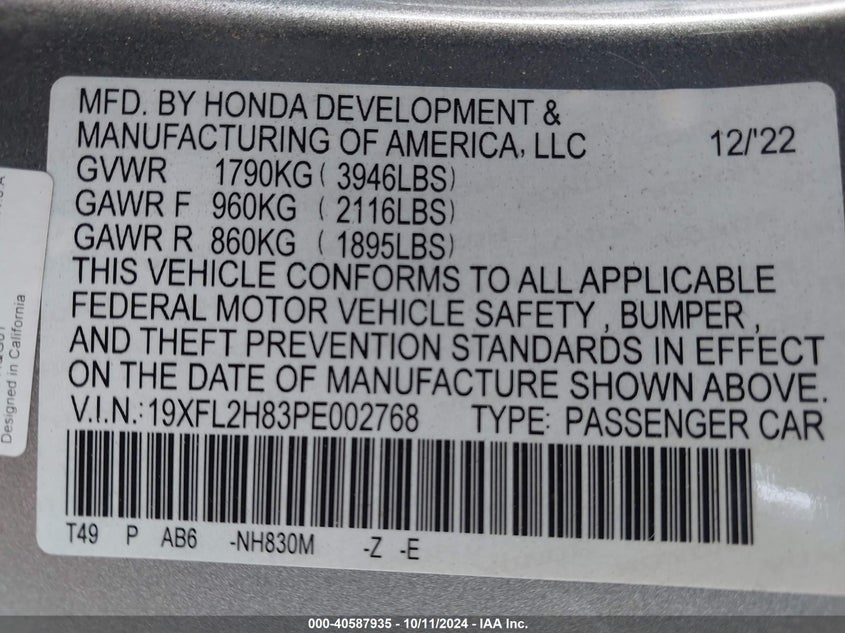 MFD. BY HONDA DEVELOPMENT &
MANUFACTURING OF AMERICA, LLC 12/'22
GVWR 1790KG ( 3946LBS)
GAWR F 960KG ( 2116LBS)
GAWR R 860KG ( 1895LBS)
THIS VEHICLE CONFORMS TO ALL APPLICABLE
FEDERAL MOTOR VEHICLE SAFETY , BUMPER ,
AND THEFT PREVENTION STANDARDS IN EFFECT
ON THE DATE OF MANUFACTURE SHOWN ABOVE.
V.I.N.: 19XFL2H83PE002768 TYPE: PASSENGER CAR
T49 P AB6 -NH830M -Z -E
Designed in California
000-40587935 - 10/11/2024 - IAA Inc.